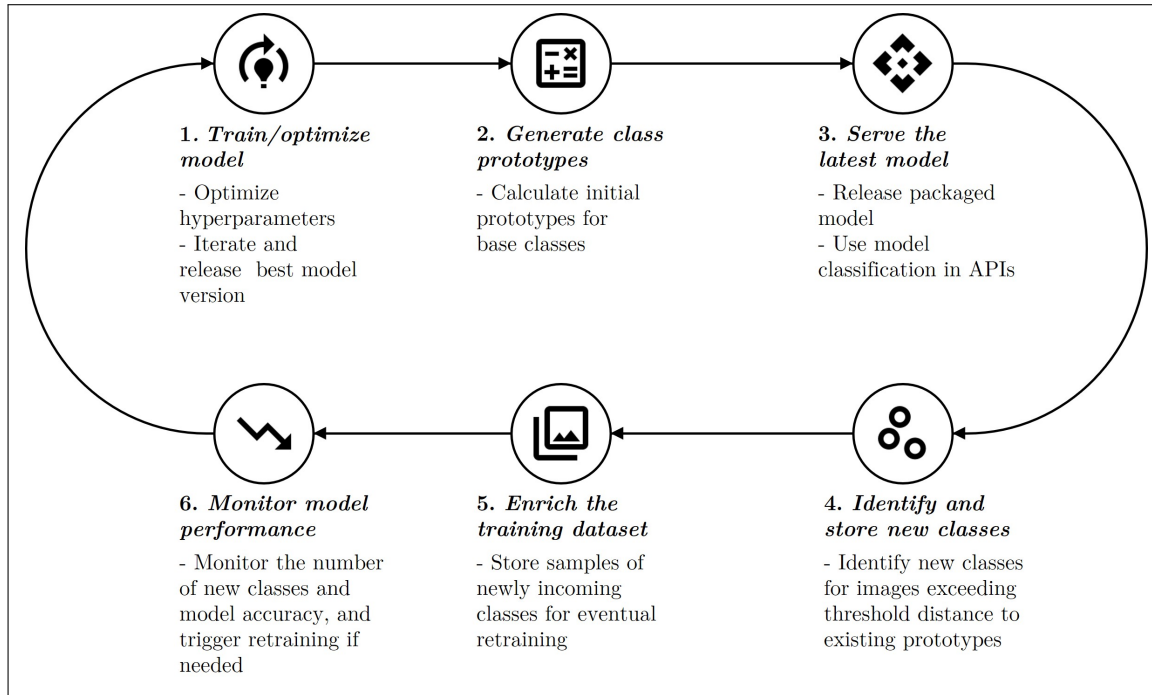 1. Train/optimize
model
- Optimize
hyperparameters
- Iterate and
release  best model
version
2. Generate class
prototypes
- Calculate initial
prototypes for
base classes
3. Serve the
latest model
- Release packaged
model
- Use model
classification in APIs
4. Identify and
store new classes
- Identify new classes
for images exceeding
threshold distance to
existing prototypes
5. Enrich the
training dataset
- Store samples of
newly incoming
classes for eventual
retraining
6. Monitor model
performance
- Monitor the number
of new classes and
model accuracy, and
trigger retraining if
needed